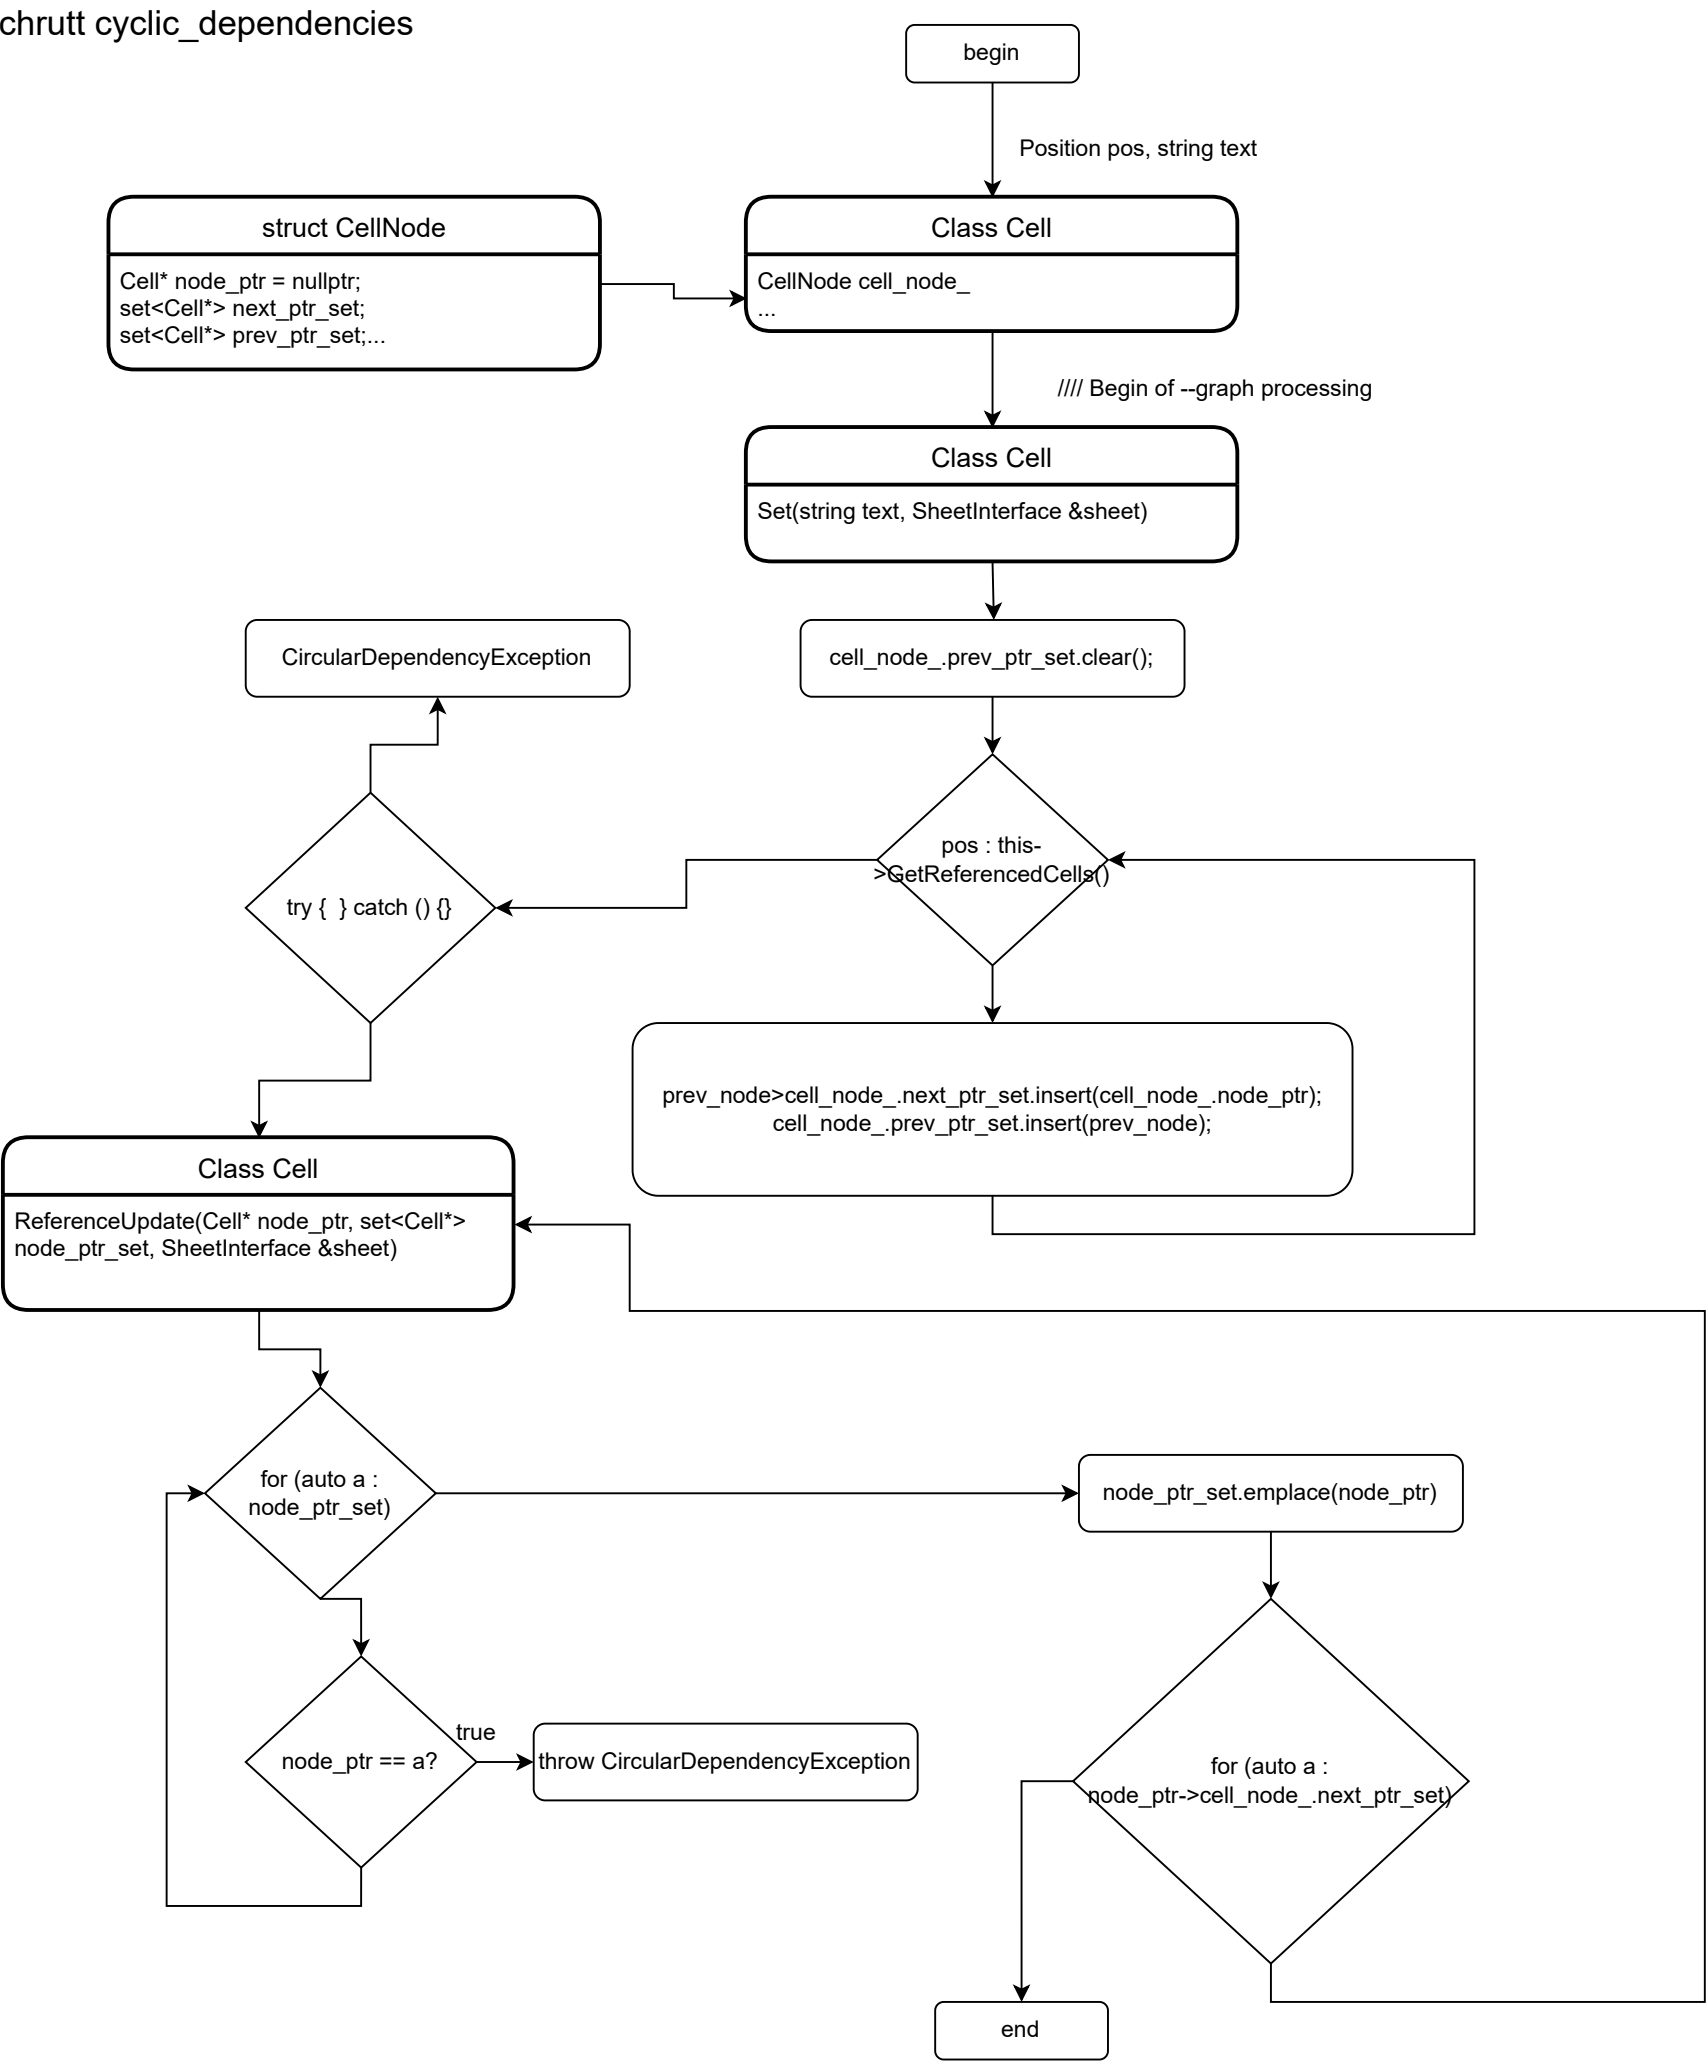 chrutt cyclic_dependencies
begin
Position pos, string text
struct CellNode
Cell* node_ptr = nullptr;
set<Cell*> next_ptr_set;
set<Cell*> prev_ptr_set;...
Class Cell
CellNode cell_node_
...
//// Begin of --graph processing
Class Cell
Set(string text, SheetInterface &sheet)
CircularDependencyException
cell_node_.prev_ptr_set.clear();
pos : this-
>GetReferencedCells()
try {  } catch () {}
prev_node>cell_node_.next_ptr_set.insert(cell_node_.node_ptr);
cell_node_.prev_ptr_set.insert(prev_node);
Class Cell
ReferenceUpdate(Cell* node_ptr, set<Cell*>
node_ptr_set, SheetInterface &sheet)
for (auto a :
node_ptr_set)
node_ptr_set.emplace(node_ptr)
true
node_ptr == a?
throw CircularDependencyException
for (auto a :
node_ptr->cell_node_.next_ptr_set)
end